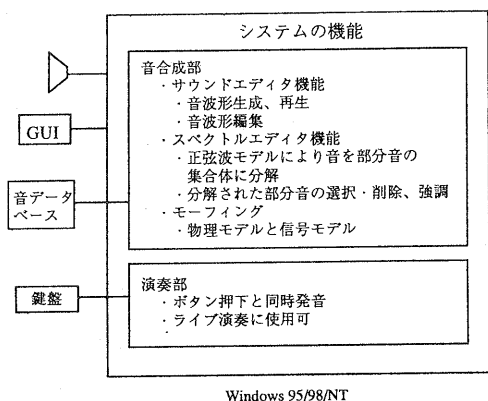 システムの機能
音合成部
・サウンドエディタ機能
・音波形生成、再生
・音波形編集
・スペクトルエディタ機能
・正弦波モデルにより音を部分音の
集合体に分解
・分解された部分音の選択・削除、強調
・モーフィング
・物理モデルと信号モデル
GUI
音データ
ベース
鍵盤
演奏部
・ボタン押下と同時発音
・ライブ演奏に使用可
・
Windows 95/98/NT